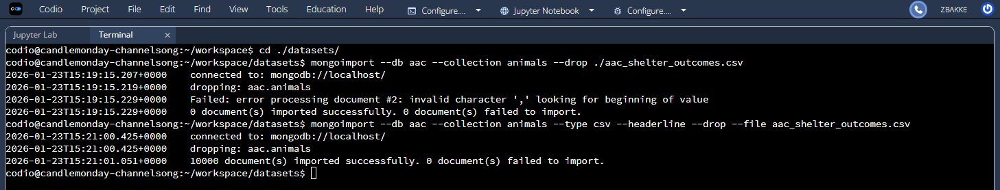 Codio Project File Edit Find View Tools Education Help Configure.... Jupyter Notebook Configure.... ZBAKKE
Jupyter Lab Terminal ×
codio@candlemonday-channelsong:~/workspace$ cd ./datasets/
codio@candlemonday-channelsong:~/workspace/datasets$ mongoimport --db aac --collection animals --drop ./aac_shelter_outcomes.csv
2026-01-23T15:19:15.207+0000    connected to: mongodb://localhost/
2026-01-23T15:19:15.219+0000    dropping: aac.animals
2026-01-23T15:19:15.229+0000    Failed: error processing document #2: invalid character ',' looking for beginning of value
2026-01-23T15:19:15.229+0000    0 document(s) imported successfully. 0 document(s) failed to import.
codio@candlemonday-channelsong:~/workspace/datasets$ mongoimport --db aac --collection animals --type csv --headerline --drop --file aac_shelter_outcomes.csv
2026-01-23T15:21:00.425+0000    connected to: mongodb://localhost/
2026-01-23T15:21:00.425+0000    dropping: aac.animals
2026-01-23T15:21:01.051+0000    10000 document(s) imported successfully. 0 document(s) failed to import.
codio@candlemonday-channelsong:~/workspace/datasets$